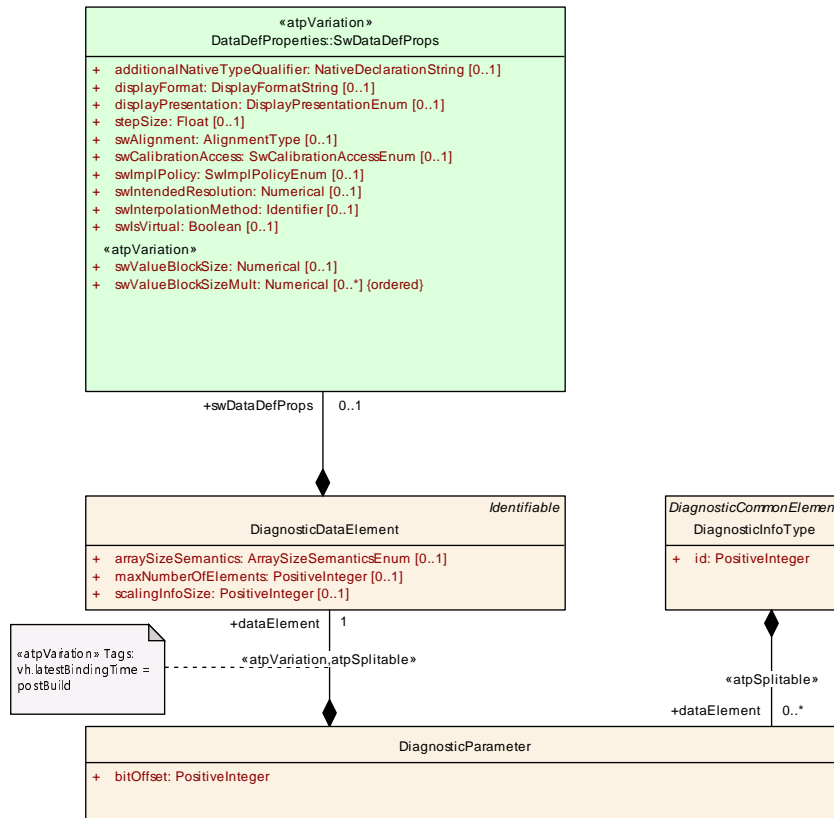 «atpVariation»
DataDefProperties::SwDataDefProps
+ additionalNativeTypeQualifier: NativeDeclarationString [0..1]
+ displayFormat: DisplayFormatString [0..1]
+ displayPresentation: DisplayPresentationEnum [0..1]
+ stepSize: Float [0..1]
+ swAlignment: AlignmentType [0..1]
+ swCalibrationAccess: SwCalibrationAccessEnum [0..1]
+ swImplPolicy: SwImplPolicyEnum [0..1]
+ swIntendedResolution: Numerical [0..1]
+ swInterpolationMethod: Identifier [0..1]
+ swIsVirtual: Boolean [0..1]
«atpVariation»
+ swValueBlockSize: Numerical [0..1]
+ swValueBlockSizeMult: Numerical [0..*] {ordered}
+swDataDefProps 0..1
Identifiable
DiagnosticDataElement
+ arraySizeSemantics: ArraySizeSemanticsEnum [0..1]
+ maxNumberOfElements: PositiveInteger [0..1]
+ scalingInfoSize: PositiveInteger [0..1]
DiagnosticCommonElemen
DiagnosticInfoType
+ id: PositiveInteger
+dataElement 1
«atpVariation» Tags:
vh.latestBindingTime =
postBuild
«atpVariation,atpSplitable»
«atpSplitable»
+dataElement 0..*
DiagnosticParameter
+ bitOffset: PositiveInteger